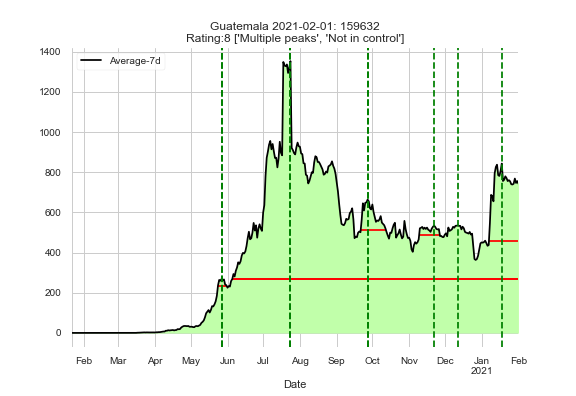 Guatemala 2021-02-01: 159632
Rating:8 ['Multiple peaks', 'Not in control']
Average-7d
1400
1200
1000
800
600
400
200
0
Feb Mar Apr May Jun Jul Aug Sep Oct Nov Dec Jan Feb
2021
Date